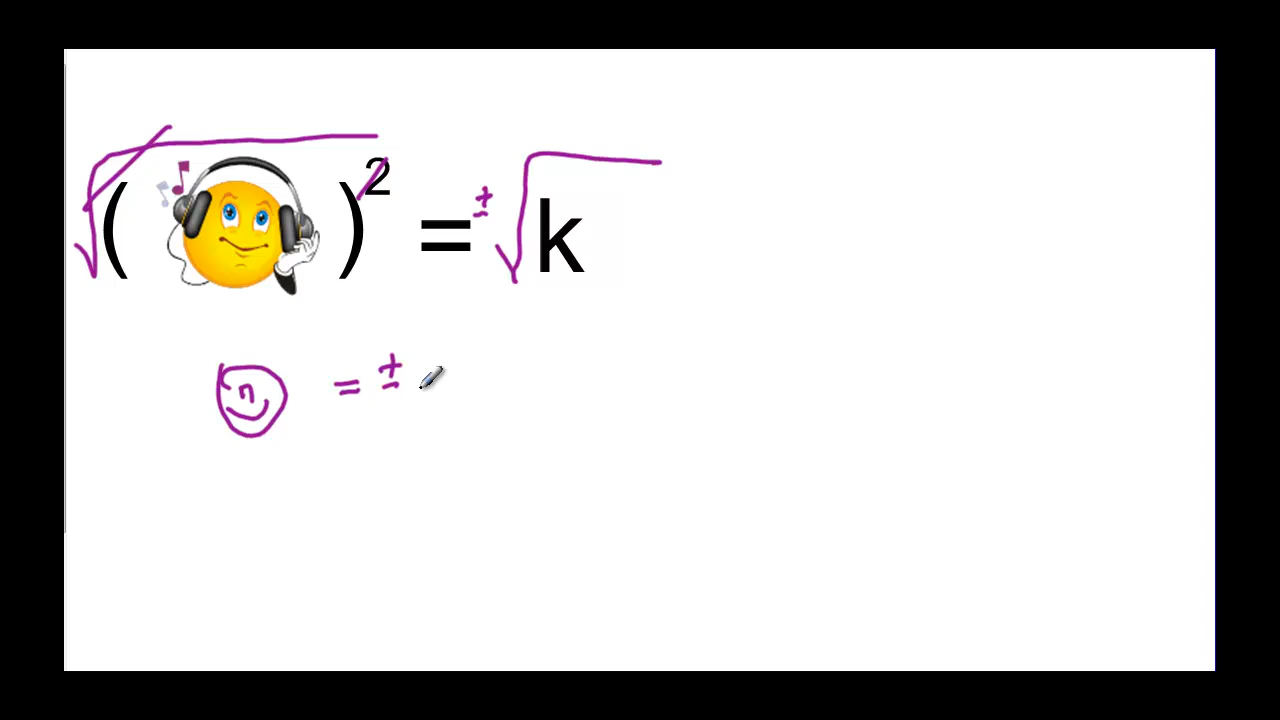 √( )² = ±√k
= ±